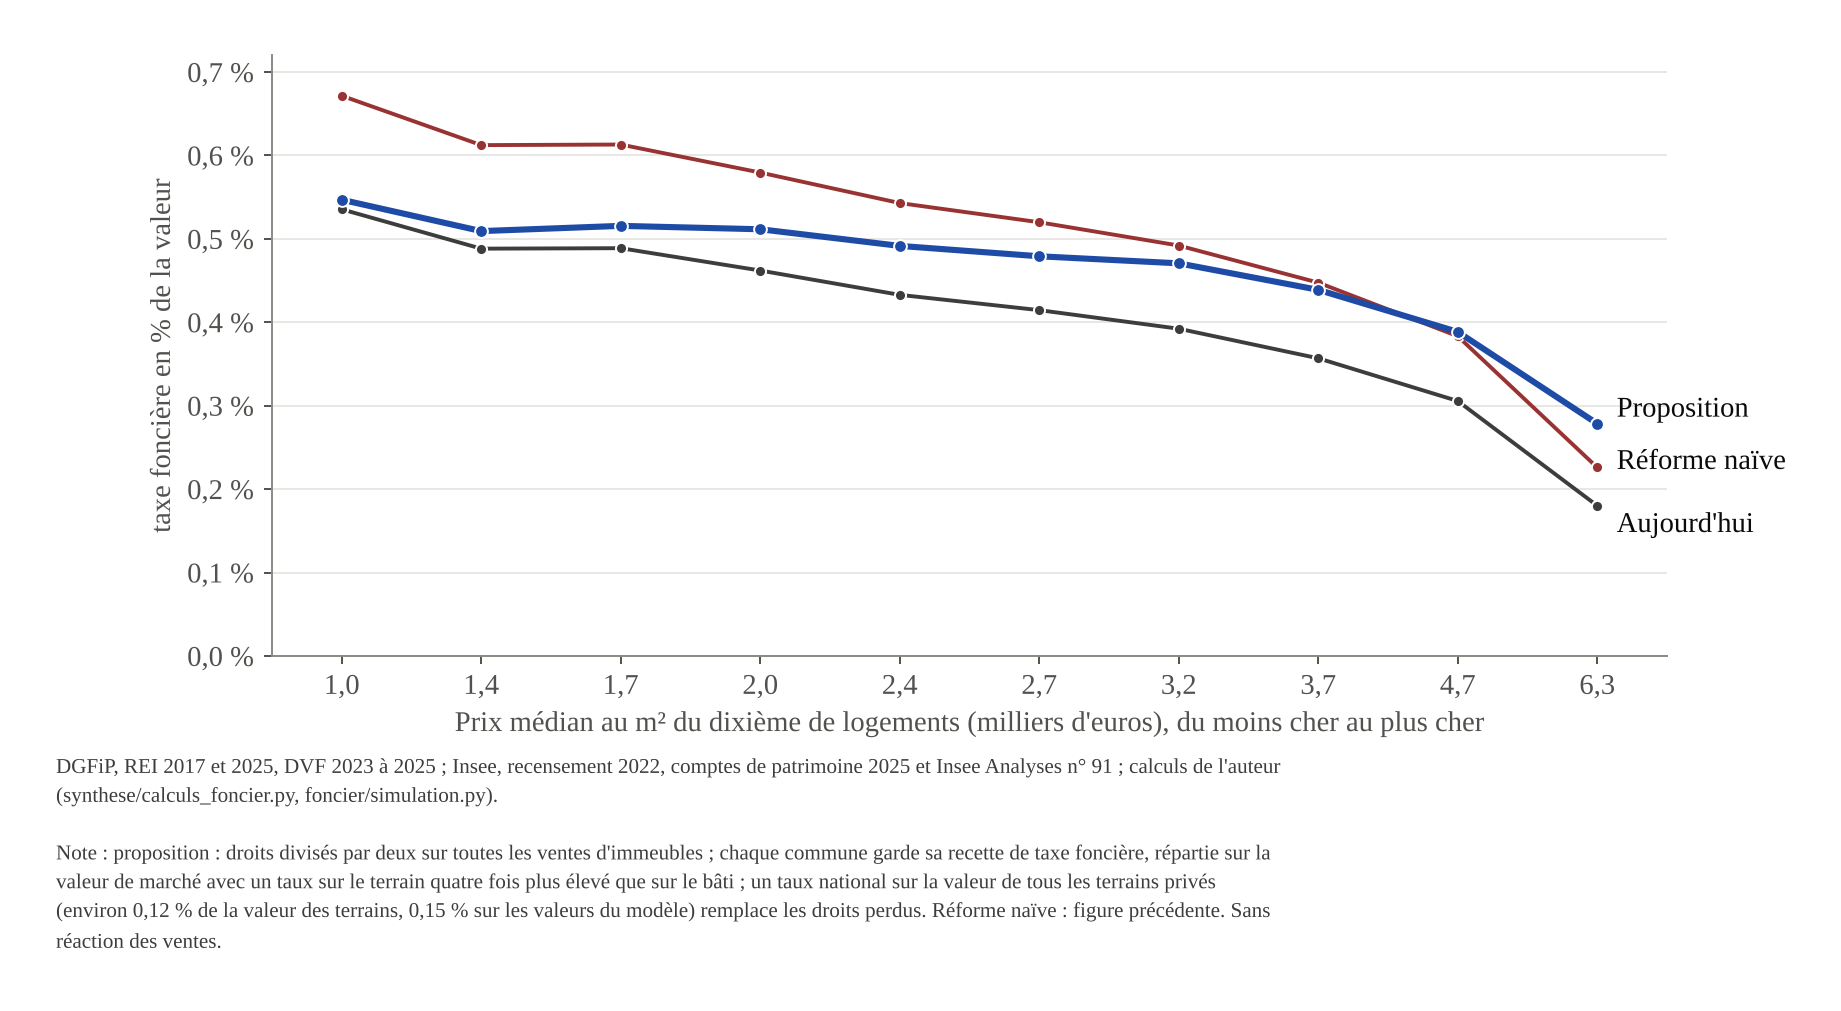 0,7 %
0,6 %
0,5 %
0,4 %
0,3 %
0,2 %
0,1 %
0,0 %
taxe foncière en % de la valeur
Proposition
Réforme naïve
Aujourd'hui
1,0 1,4 1,7 2,0 2,4 2,7 3,2 3,7 4,7 6,3
Prix médian au m² du dixième de logements (milliers d'euros), du moins cher au plus cher
DGFiP, REI 2017 et 2025, DVF 2023 à 2025 ; Insee, recensement 2022, comptes de patrimoine 2025 et Insee Analyses n° 91 ; calculs de l'auteur
(synthese/calculs_foncier.py, foncier/simulation.py).
Note : proposition : droits divisés par deux sur toutes les ventes d'immeubles ; chaque commune garde sa recette de taxe foncière, répartie sur la
valeur de marché avec un taux sur le terrain quatre fois plus élevé que sur le bâti ; un taux national sur la valeur de tous les terrains privés
(environ 0,12 % de la valeur des terrains, 0,15 % sur les valeurs du modèle) remplace les droits perdus. Réforme naïve : figure précédente. Sans
réaction des ventes.